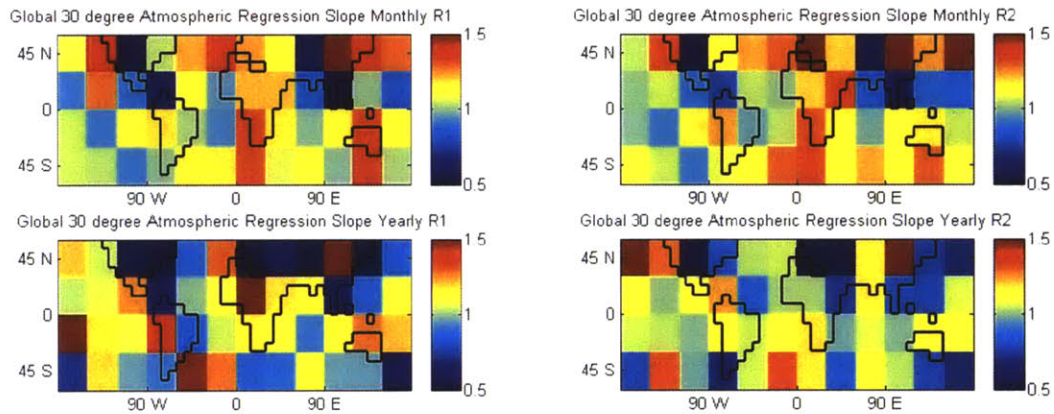 Global 30 degree Atmospheric Regression Slope Monthly R1
45 N
0
45 S
90 W 0 90 E
1.5
1
0.5
Global 30 degree Atmospheric Regression Slope Monthly R2
45 N
0
45 S
90 W 0 90 E
1.5
1
0.5
Global 30 degree Atmospheric Regression Slope Yearly R1
45 N
0
45 S
90 W 0 90 E
1.5
1
0.5
Global 30 degree Atmospheric Regression Slope Yearly R2
45 N
0
45 S
90 W 0 90 E
1.5
1
0.5